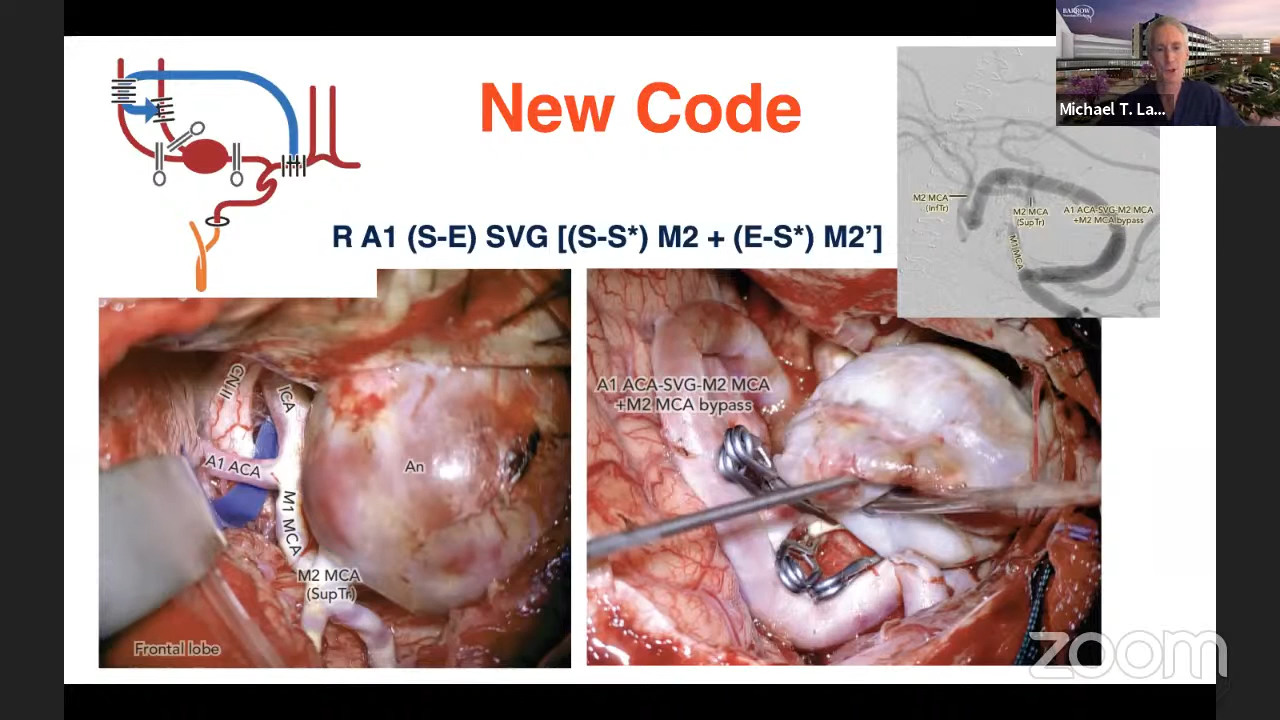 BARROW
Michael T. La...
New Code
R A1 (S-E) SVG [(S-S*) M2 + (E-S*) M2’]
M2 MCA
(InfTr)
M2 MCA
(SupTr)
A1 ACA-SVG-M2 MCA
+M2 MCA bypass
M1 MCA
CN II
ICA
A1 ACA
An
M1 MCA
M2 MCA
(SupTr)
Frontal lobe
A1 ACA-SVG-M2 MCA
+M2 MCA bypass
zoom